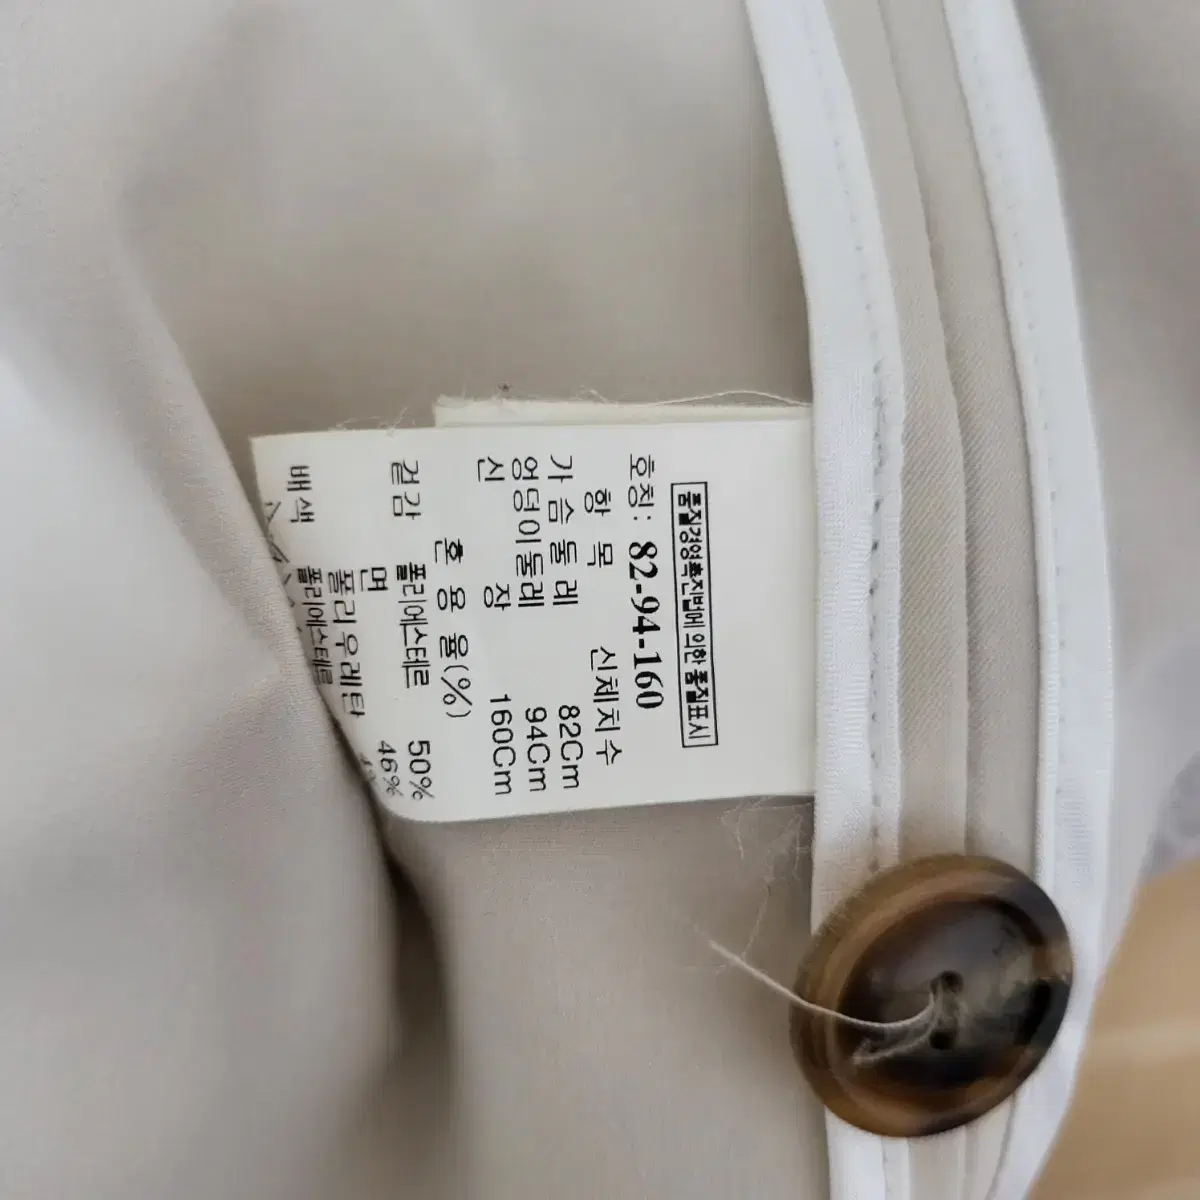 품질경영촉진법에 의한 품질표시
호칭: 82-94-160
항 목 신체치수
가슴둘레 82Cm
엉덩이둘레 94Cm
신 장 160Cm
혼 용 율(%)
겉감 폴리에스테르 50%
면 46%
폴리우레탄
배색 폴리에스테르